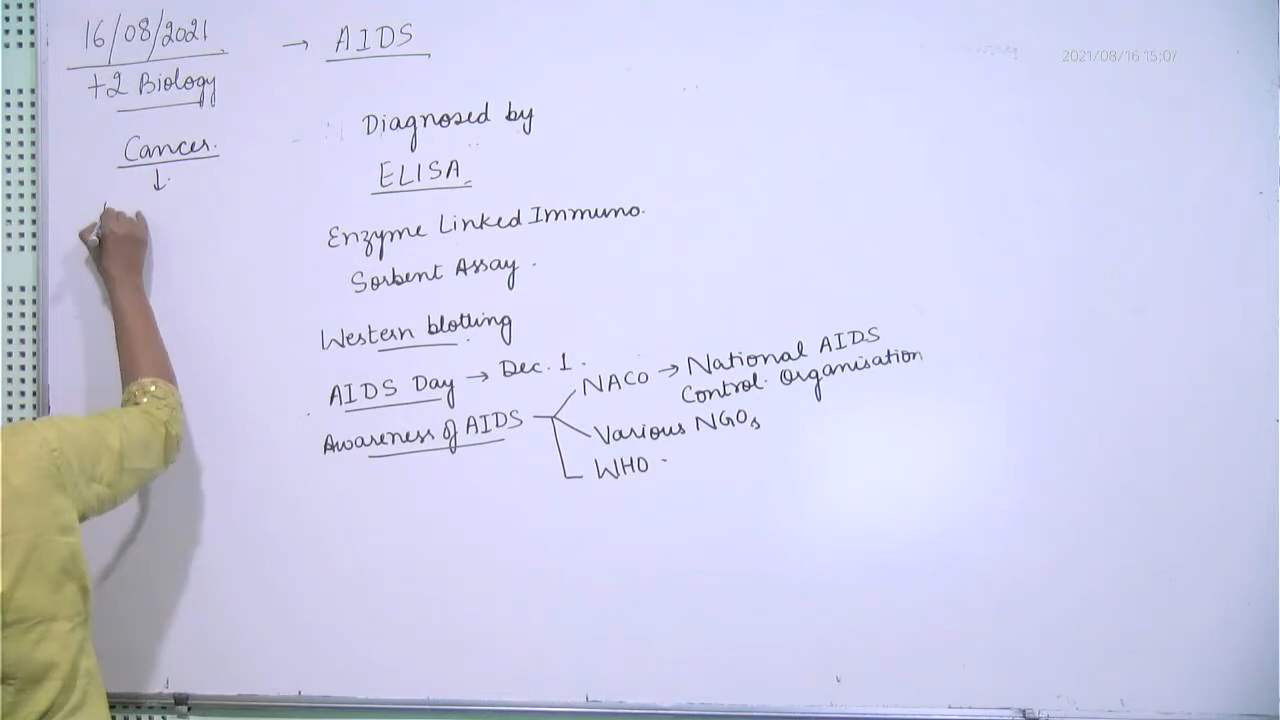 16/08/2021
+2 Biology
Cancer.
↓.
→ AIDS
2021/08/16 15:07
Diagnosed by
ELISA
Enzyme Linked Immuno.
Sorbent Assay.
Western blotting
AIDS Day → Dec. 1.
Awareness of AIDS
NACO → National AIDS
Control. Organisation
Various NGOs
WHO